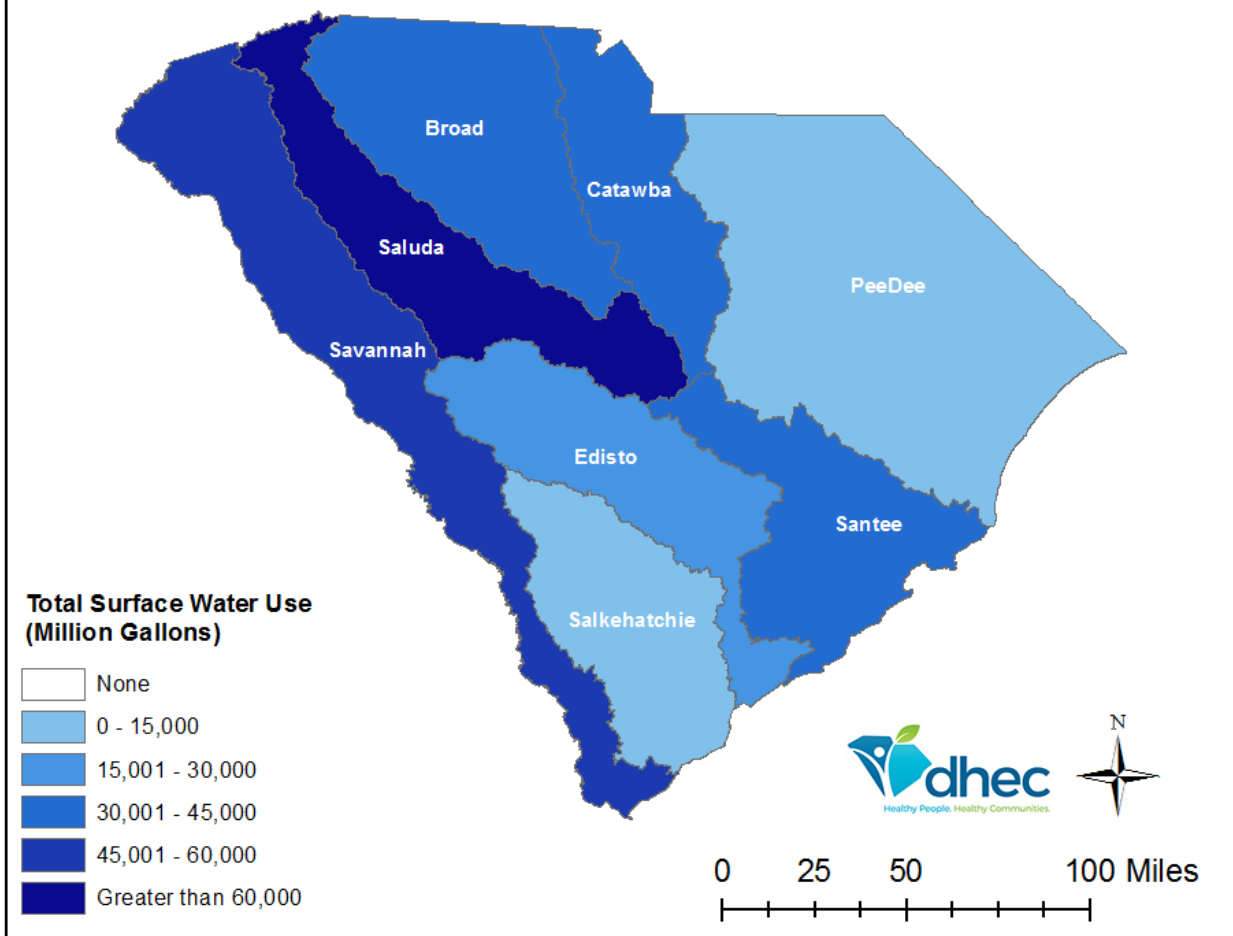 Broad
Catawba
Saluda
PeeDee
Savannah
Edisto
Santee
Salkehatchie
Total Surface Water Use
(Million Gallons)
None
0 - 15,000
15,001 - 30,000
30,001 - 45,000
45,001 - 60,000
Greater than 60,000
dhec
Healthy People. Healthy Communities.
N
0 25 50 100 Miles